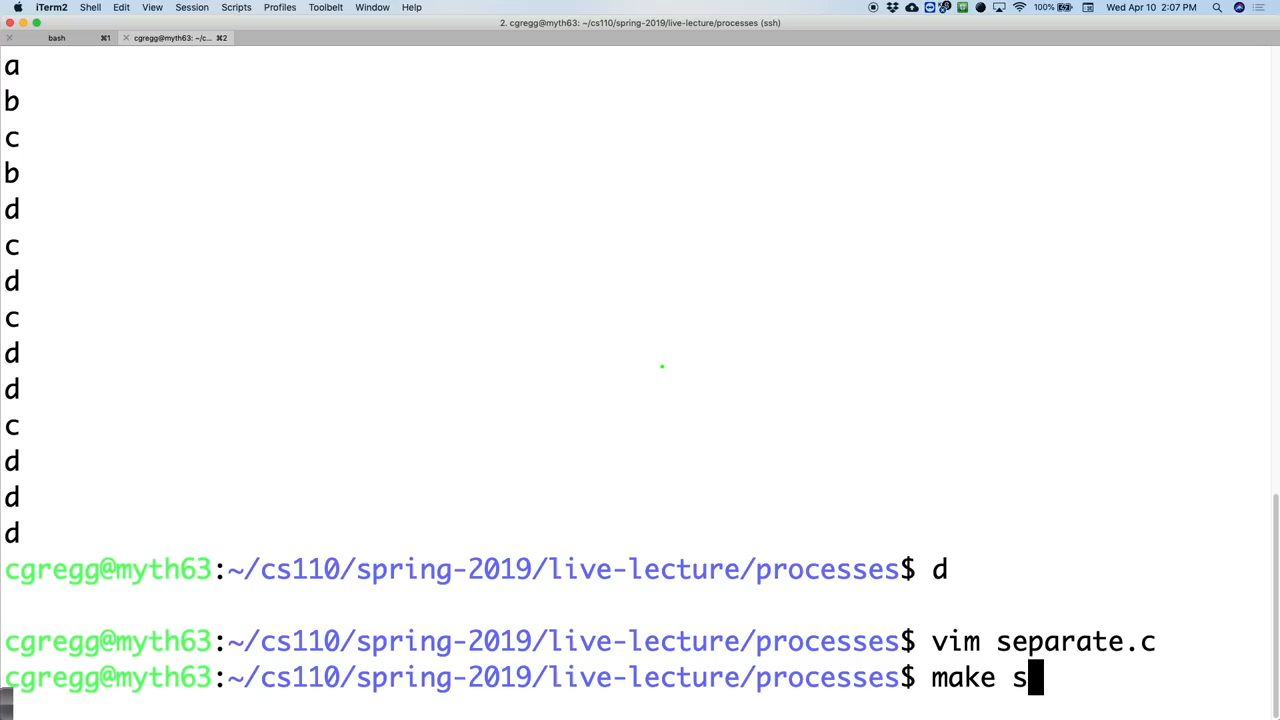 iTerm2 Shell Edit View Session Scripts Profiles Toolbelt Window Help 100% Wed Apr 10 2:07 PM
2. cgregg@myth63: ~/cs110/spring-2019/live-lecture/processes (ssh)
bash ⌘1 cgregg@myth63: ~/c... ⌘2
a
b
c
b
d
c
d
c
d
d
c
d
d
d
cgregg@myth63:~/cs110/spring-2019/live-lecture/processes$ d
cgregg@myth63:~/cs110/spring-2019/live-lecture/processes$ vim separate.c
cgregg@myth63:~/cs110/spring-2019/live-lecture/processes$ make s